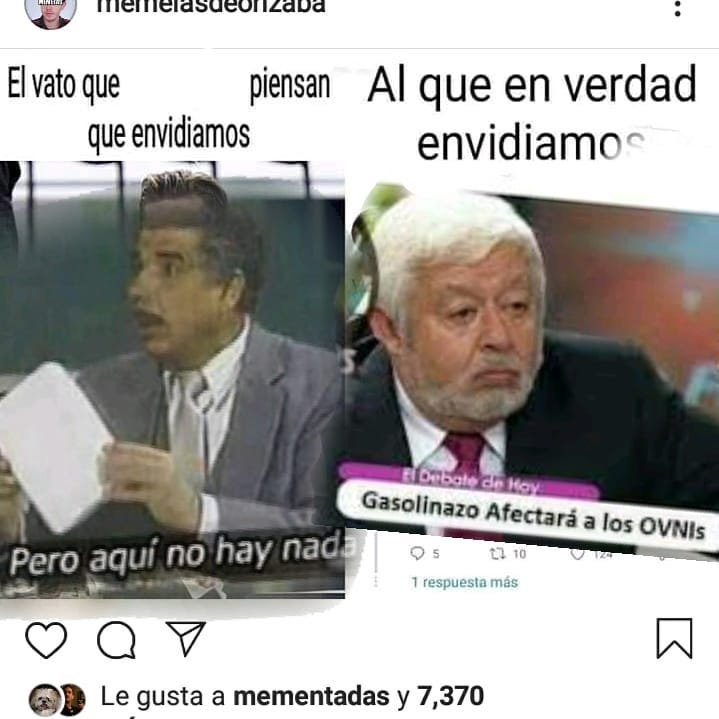 memelasdeorizaba
El vato que piensan
que envidiamos
Al que en verdad
envidiamos
Pero aquí no hay nada
El Debate de Hoy
Gasolinazo Afectará a los OVNIs
5 10 124
1 respuesta más
Le gusta a mementadas y 7,370